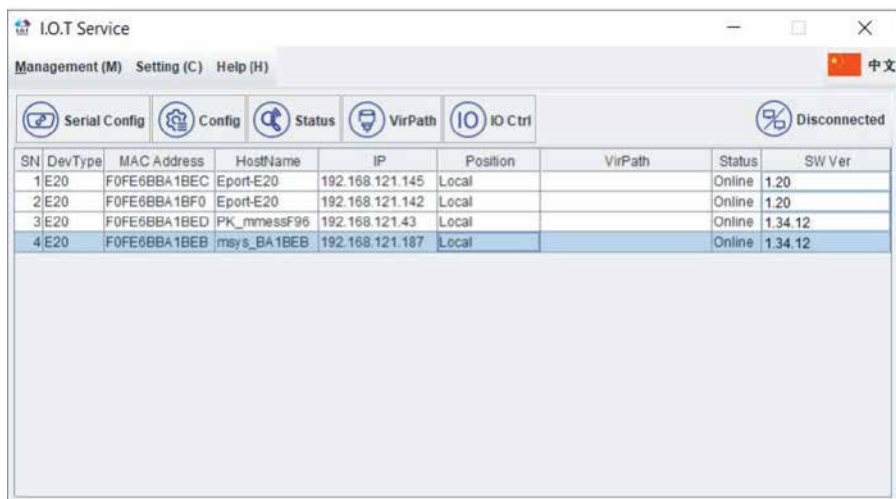 I.O.T Service
Management (M) Setting (C) Help (H) 中文
Serial Config Config Status VirPath IO IO Ctrl Disconnected
SN DevType MAC Address HostName IP Position VirPath Status SW Ver
1 E20 F0FE6BBA1BEC Eport-E20 192.168.121.145 Local Online 1.20
2 E20 F0FE6BBA1BF0 Eport-E20 192.168.121.142 Local Online 1.20
3 E20 F0FE6BBA1BED PK_mmessF96 192.168.121.43 Local Online 1.34.12
4 E20 F0FE6BBA1BEB msys_BA1BEB 192.168.121.187 Local Online 1.34.12